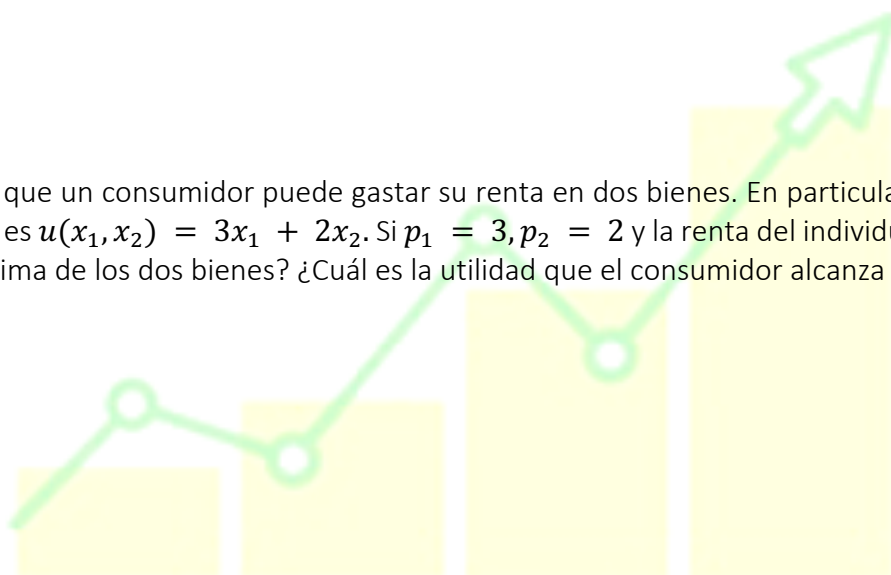 que un consumidor puede gastar su renta en dos bienes. En particula
es u(x₁, x₂) = 3x₁ + 2x₂. Si p₁ = 3, p₂ = 2 y la renta del individ
ima de los dos bienes? ¿Cuál es la utilidad que el consumidor alcanza